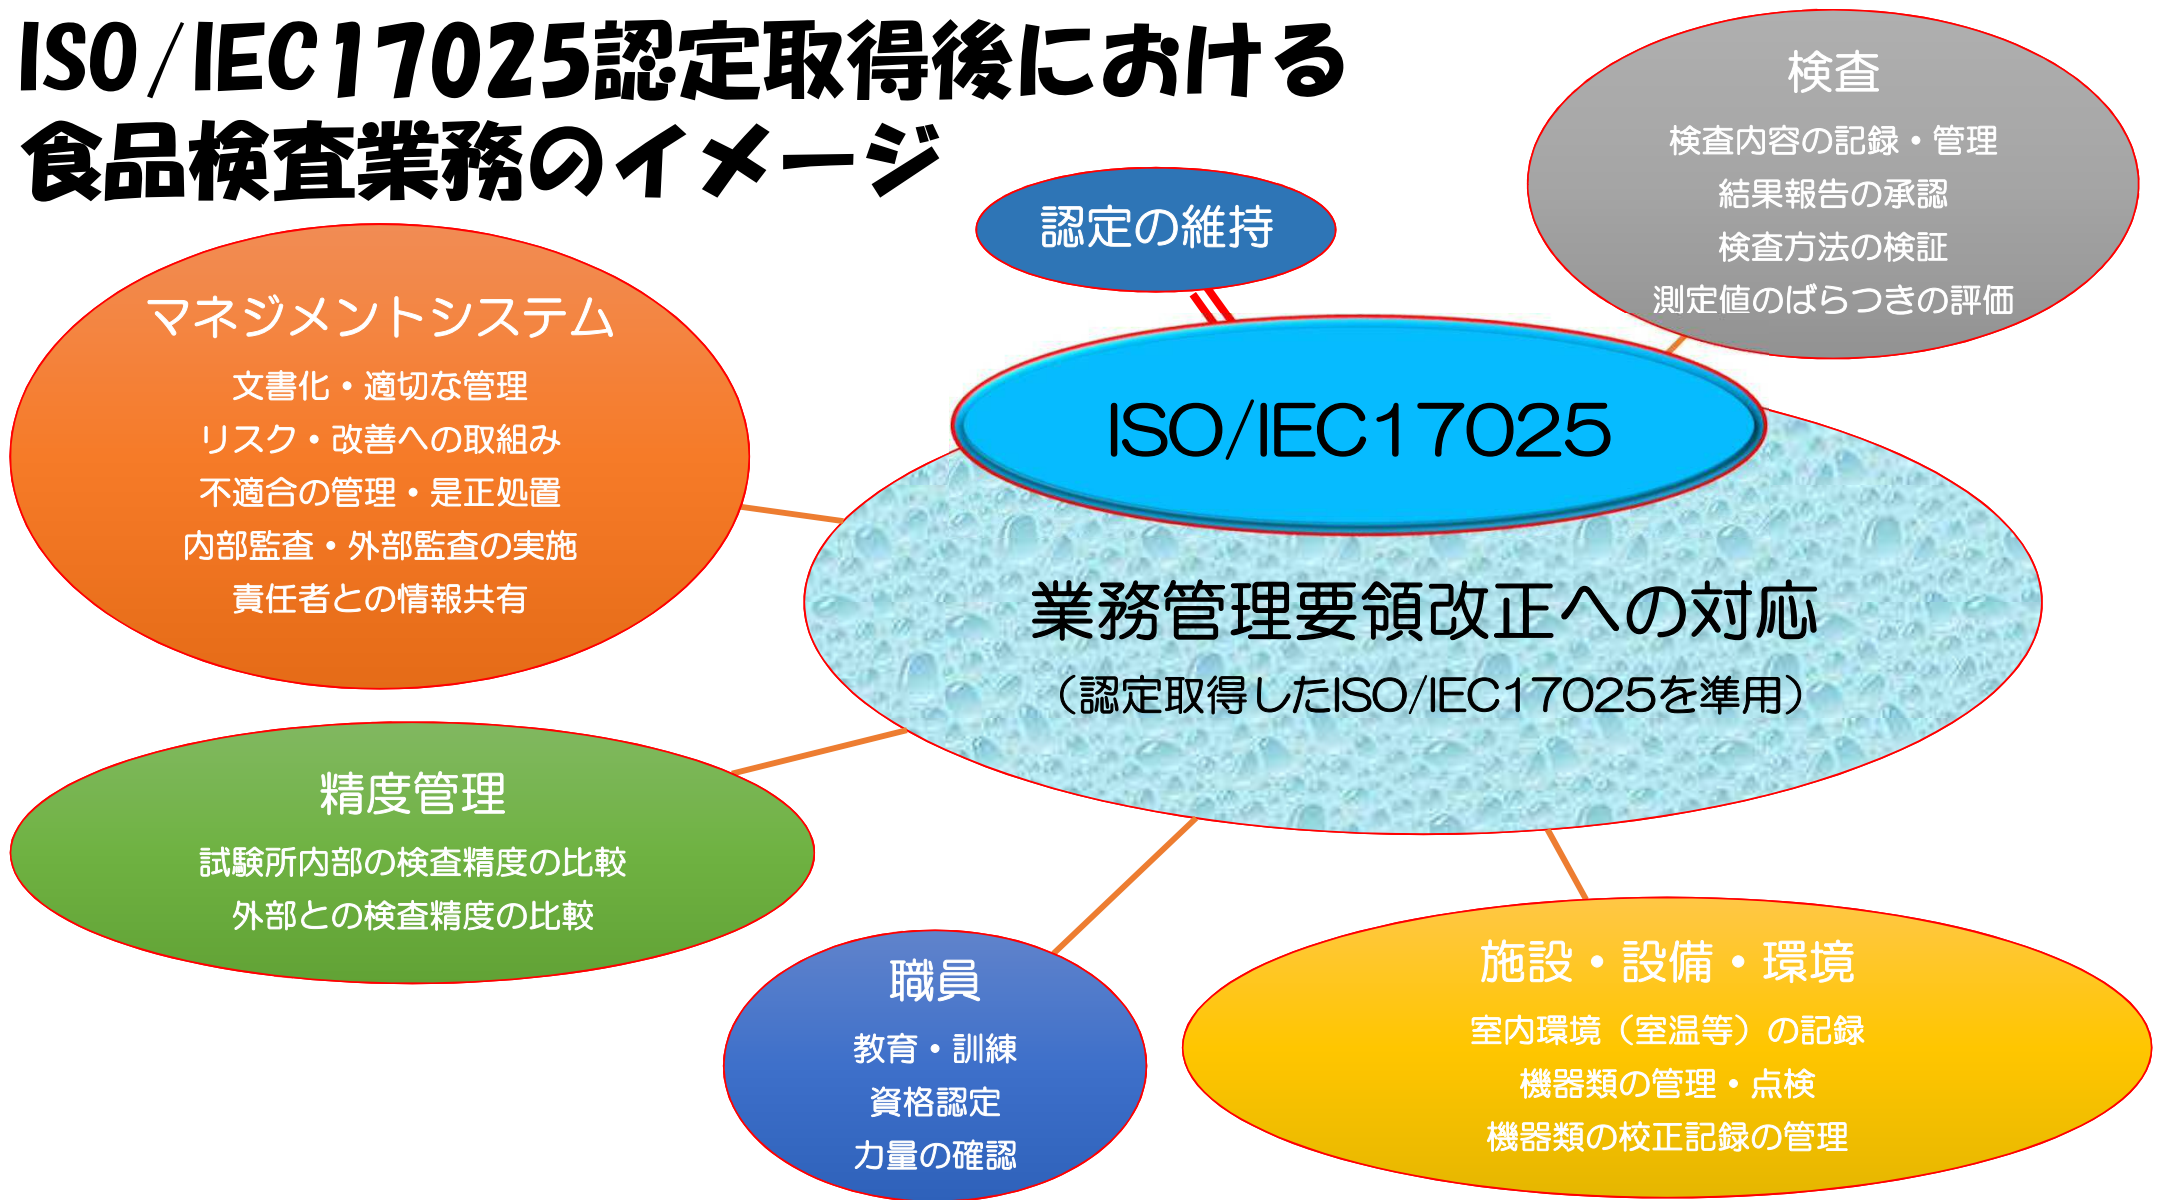 ISO/IEC17025認定取得後における
食品検査業務のイメージ
認定の維持
検査
検査内容の記録・管理
結果報告の承認
検査方法の検証
測定値のばらつきの評価
マネジメントシステム
文書化・適切な管理
リスク・改善への取組み
不適合の管理・是正処置
内部監査・外部監査の実施
責任者との情報共有
ISO/IEC17025
業務管理要領改正への対応
（認定取得したISO/IEC17025を準用）
精度管理
試験所内部の検査精度の比較
外部との検査精度の比較
職員
教育・訓練
資格認定
力量の確認
施設・設備・環境
室内環境（室温等）の記録
機器類の管理・点検
機器類の校正記録の管理